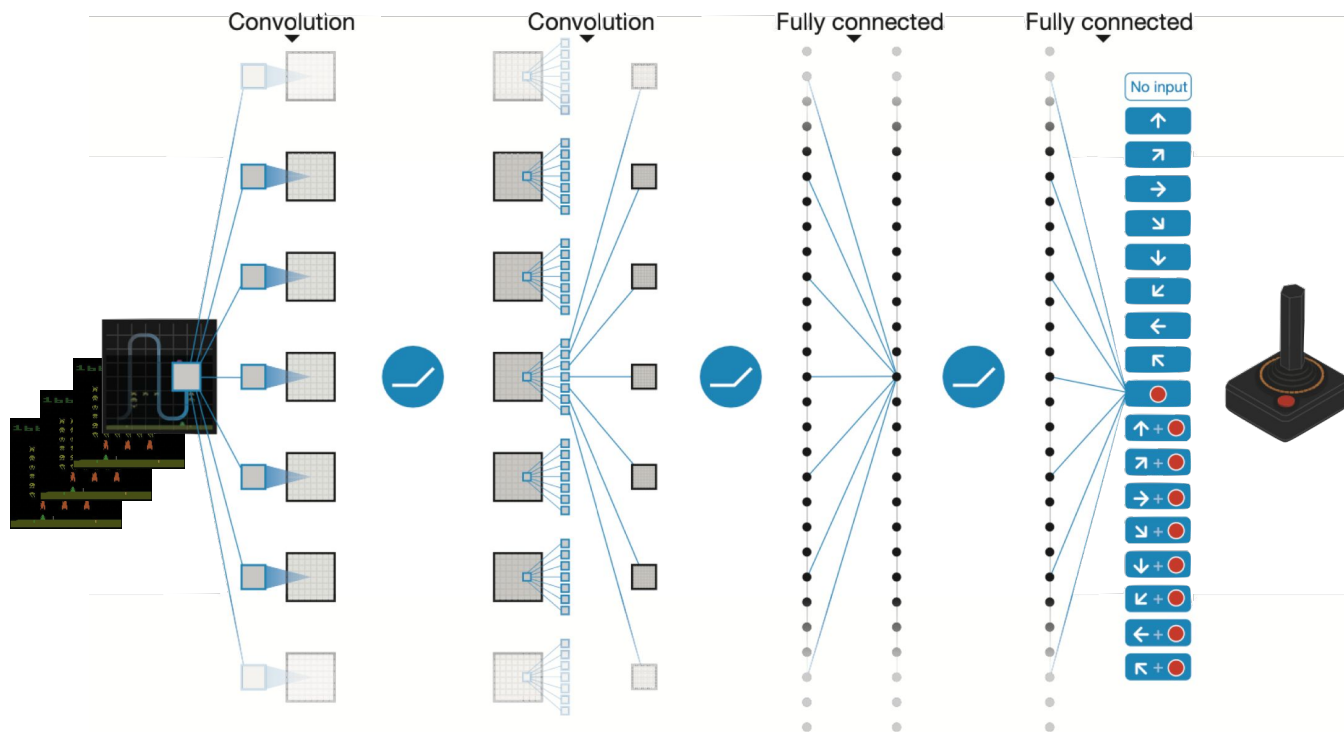 Convolution
Convolution
Fully connected
Fully connected
No input
+
+
+
+
+
+
+
+